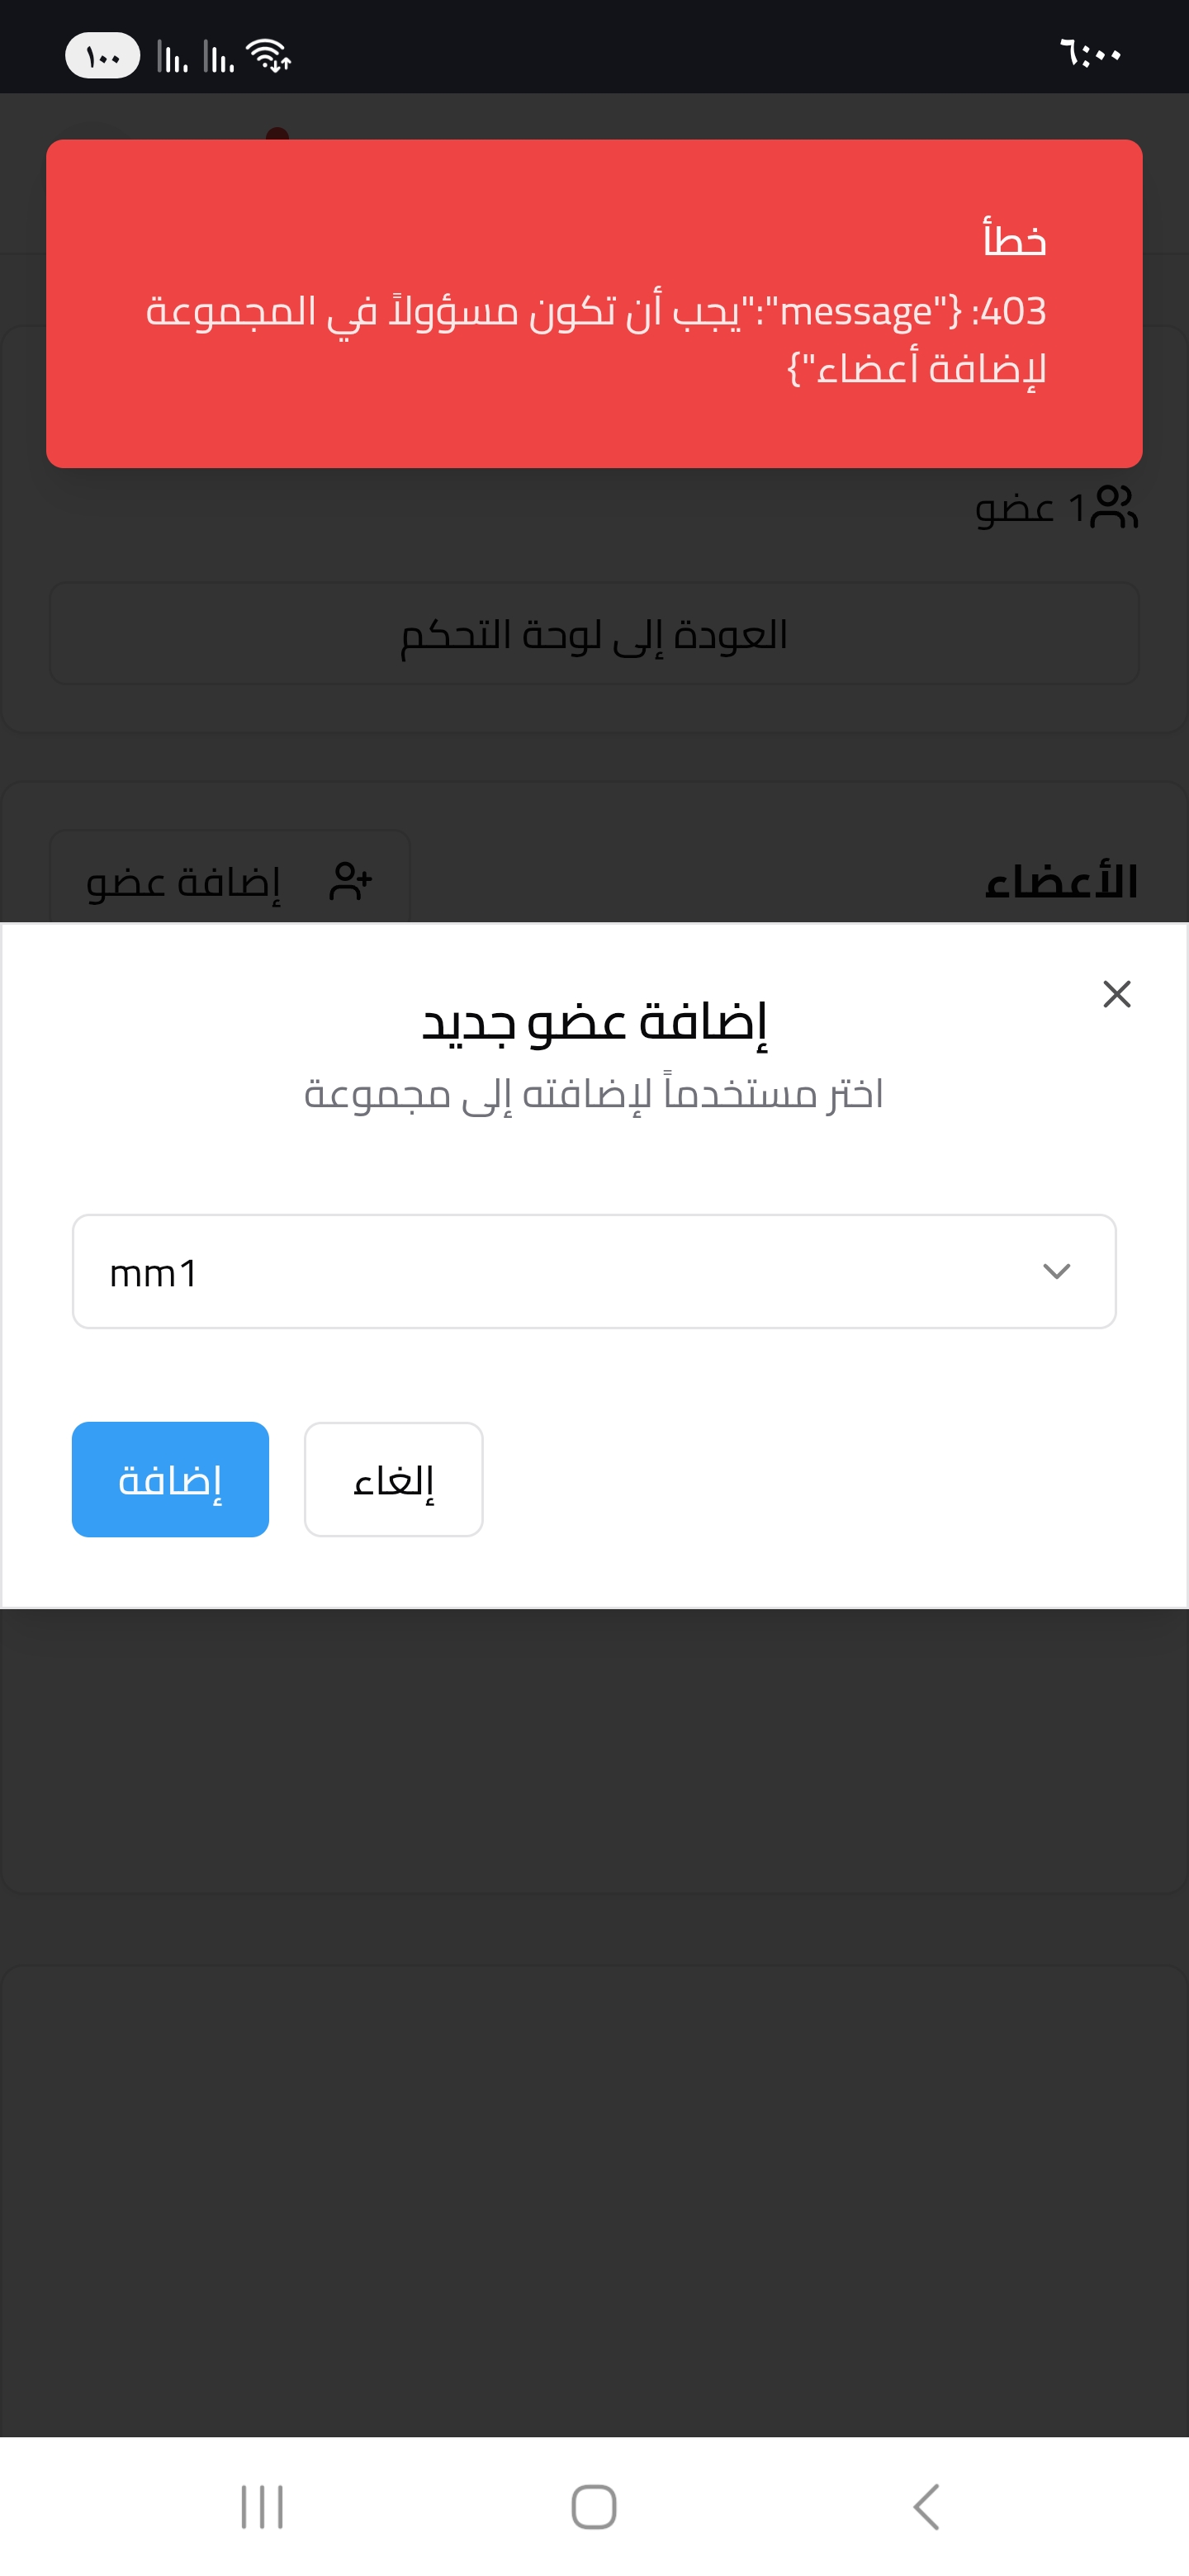 ٦:٠٠
١٠٠
خطأ
403: {"message":"يجب أن تكون مسؤولاً في المجموعة
لإضافة أعضاء"}
1 عضو
العودة إلى لوحة التحكم
الأعضاء
إضافة عضو
إضافة عضو جديد
اختر مستخدماً لإضافته إلى مجموعة
mm1
إلغاء
إضافة